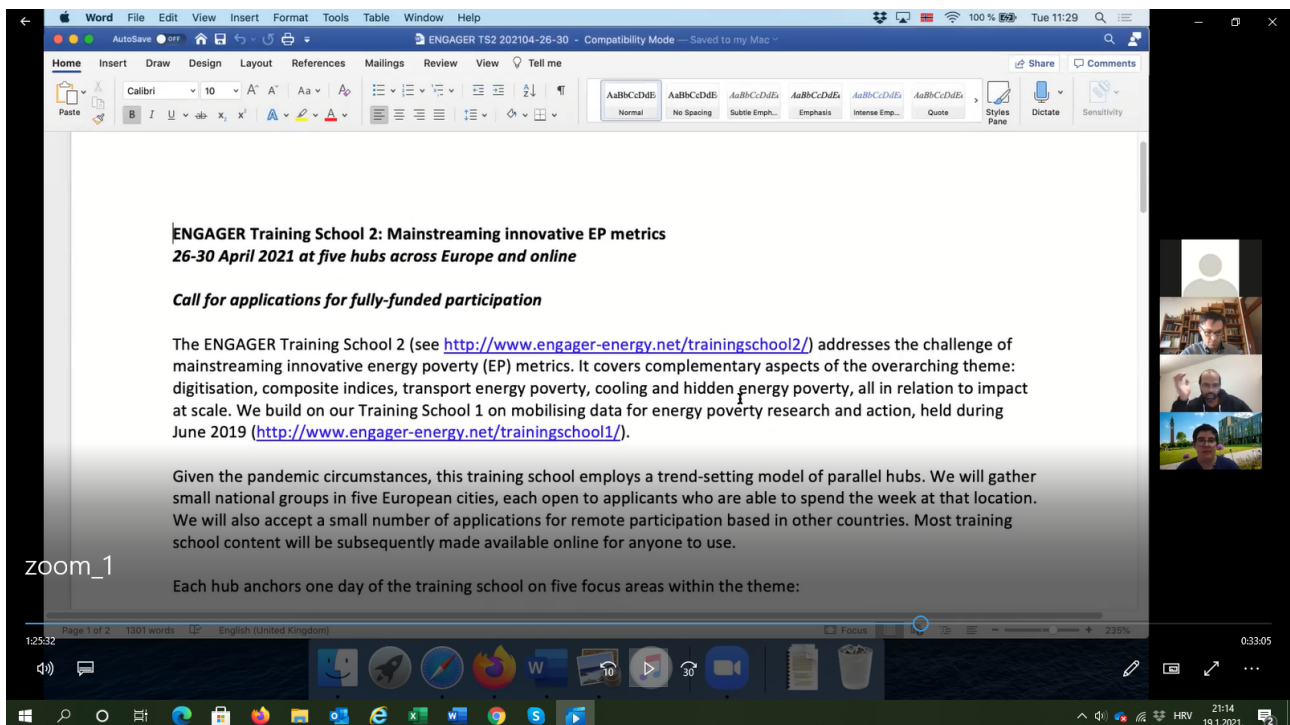 Word File Edit View Insert Format Tools Table Window Help 100 % Tue 11:29
AutoSave OFF ENGAGER TS2 202104-26-30 - Compatibility Mode — Saved to my Mac
Home Insert Draw Design Layout References Mailings Review View Tell me Share Comments
Calibri 10
AaBbCcDdE AaBbCcDdE AaBbCcDdEe AaBbCcDdEe AaBbCcDdEe AaBbCcDdEe
Paste Normal No Spacing Subtle Emph... Emphasis Intense Emp... Quote Styles Pane Dictate Sensitivity
ENGAGER Training School 2: Mainstreaming innovative EP metrics
26-30 April 2021 at five hubs across Europe and online
Call for applications for fully-funded participation
The ENGAGER Training School 2 (see http://www.engager-energy.net/trainingschool2/) addresses the challenge of
mainstreaming innovative energy poverty (EP) metrics. It covers complementary aspects of the overarching theme:
digitisation, composite indices, transport energy poverty, cooling and hidden energy poverty, all in relation to impact
at scale. We build on our Training School 1 on mobilising data for energy poverty research and action, held during
June 2019 (http://www.engager-energy.net/trainingschool1/).
Given the pandemic circumstances, this training school employs a trend-setting model of parallel hubs. We will gather
small national groups in five European cities, each open to applicants who are able to spend the week at that location.
We will also accept a small number of applications for remote participation based in other countries. Most training
school content will be subsequently made available online for anyone to use.
zoom_1
Each hub anchors one day of the training school on five focus areas within the theme:
Page 1 of 2 1301 words English (United Kingdom) Focus 235%
1:25:32 0:33:05
10 30
HRV 21:14
19.1.2021